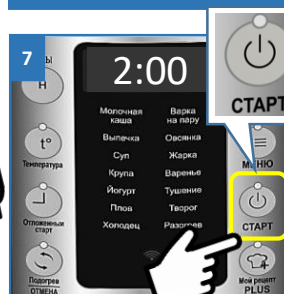 7
СТАРТ
Ы
Н
2:00
t°
Температура
Отложенный
старт
Подогрев
ОТМЕНА
Молочная
каша
Выпечка
Суп
Крупа
Йогурт
Плов
Холодец
Варка
на пару
Овсянка
Жарка
Варенье
Тушение
Творог
Разогрев
МЕНЮ
СТАРТ
Мой рецепт
PLUS